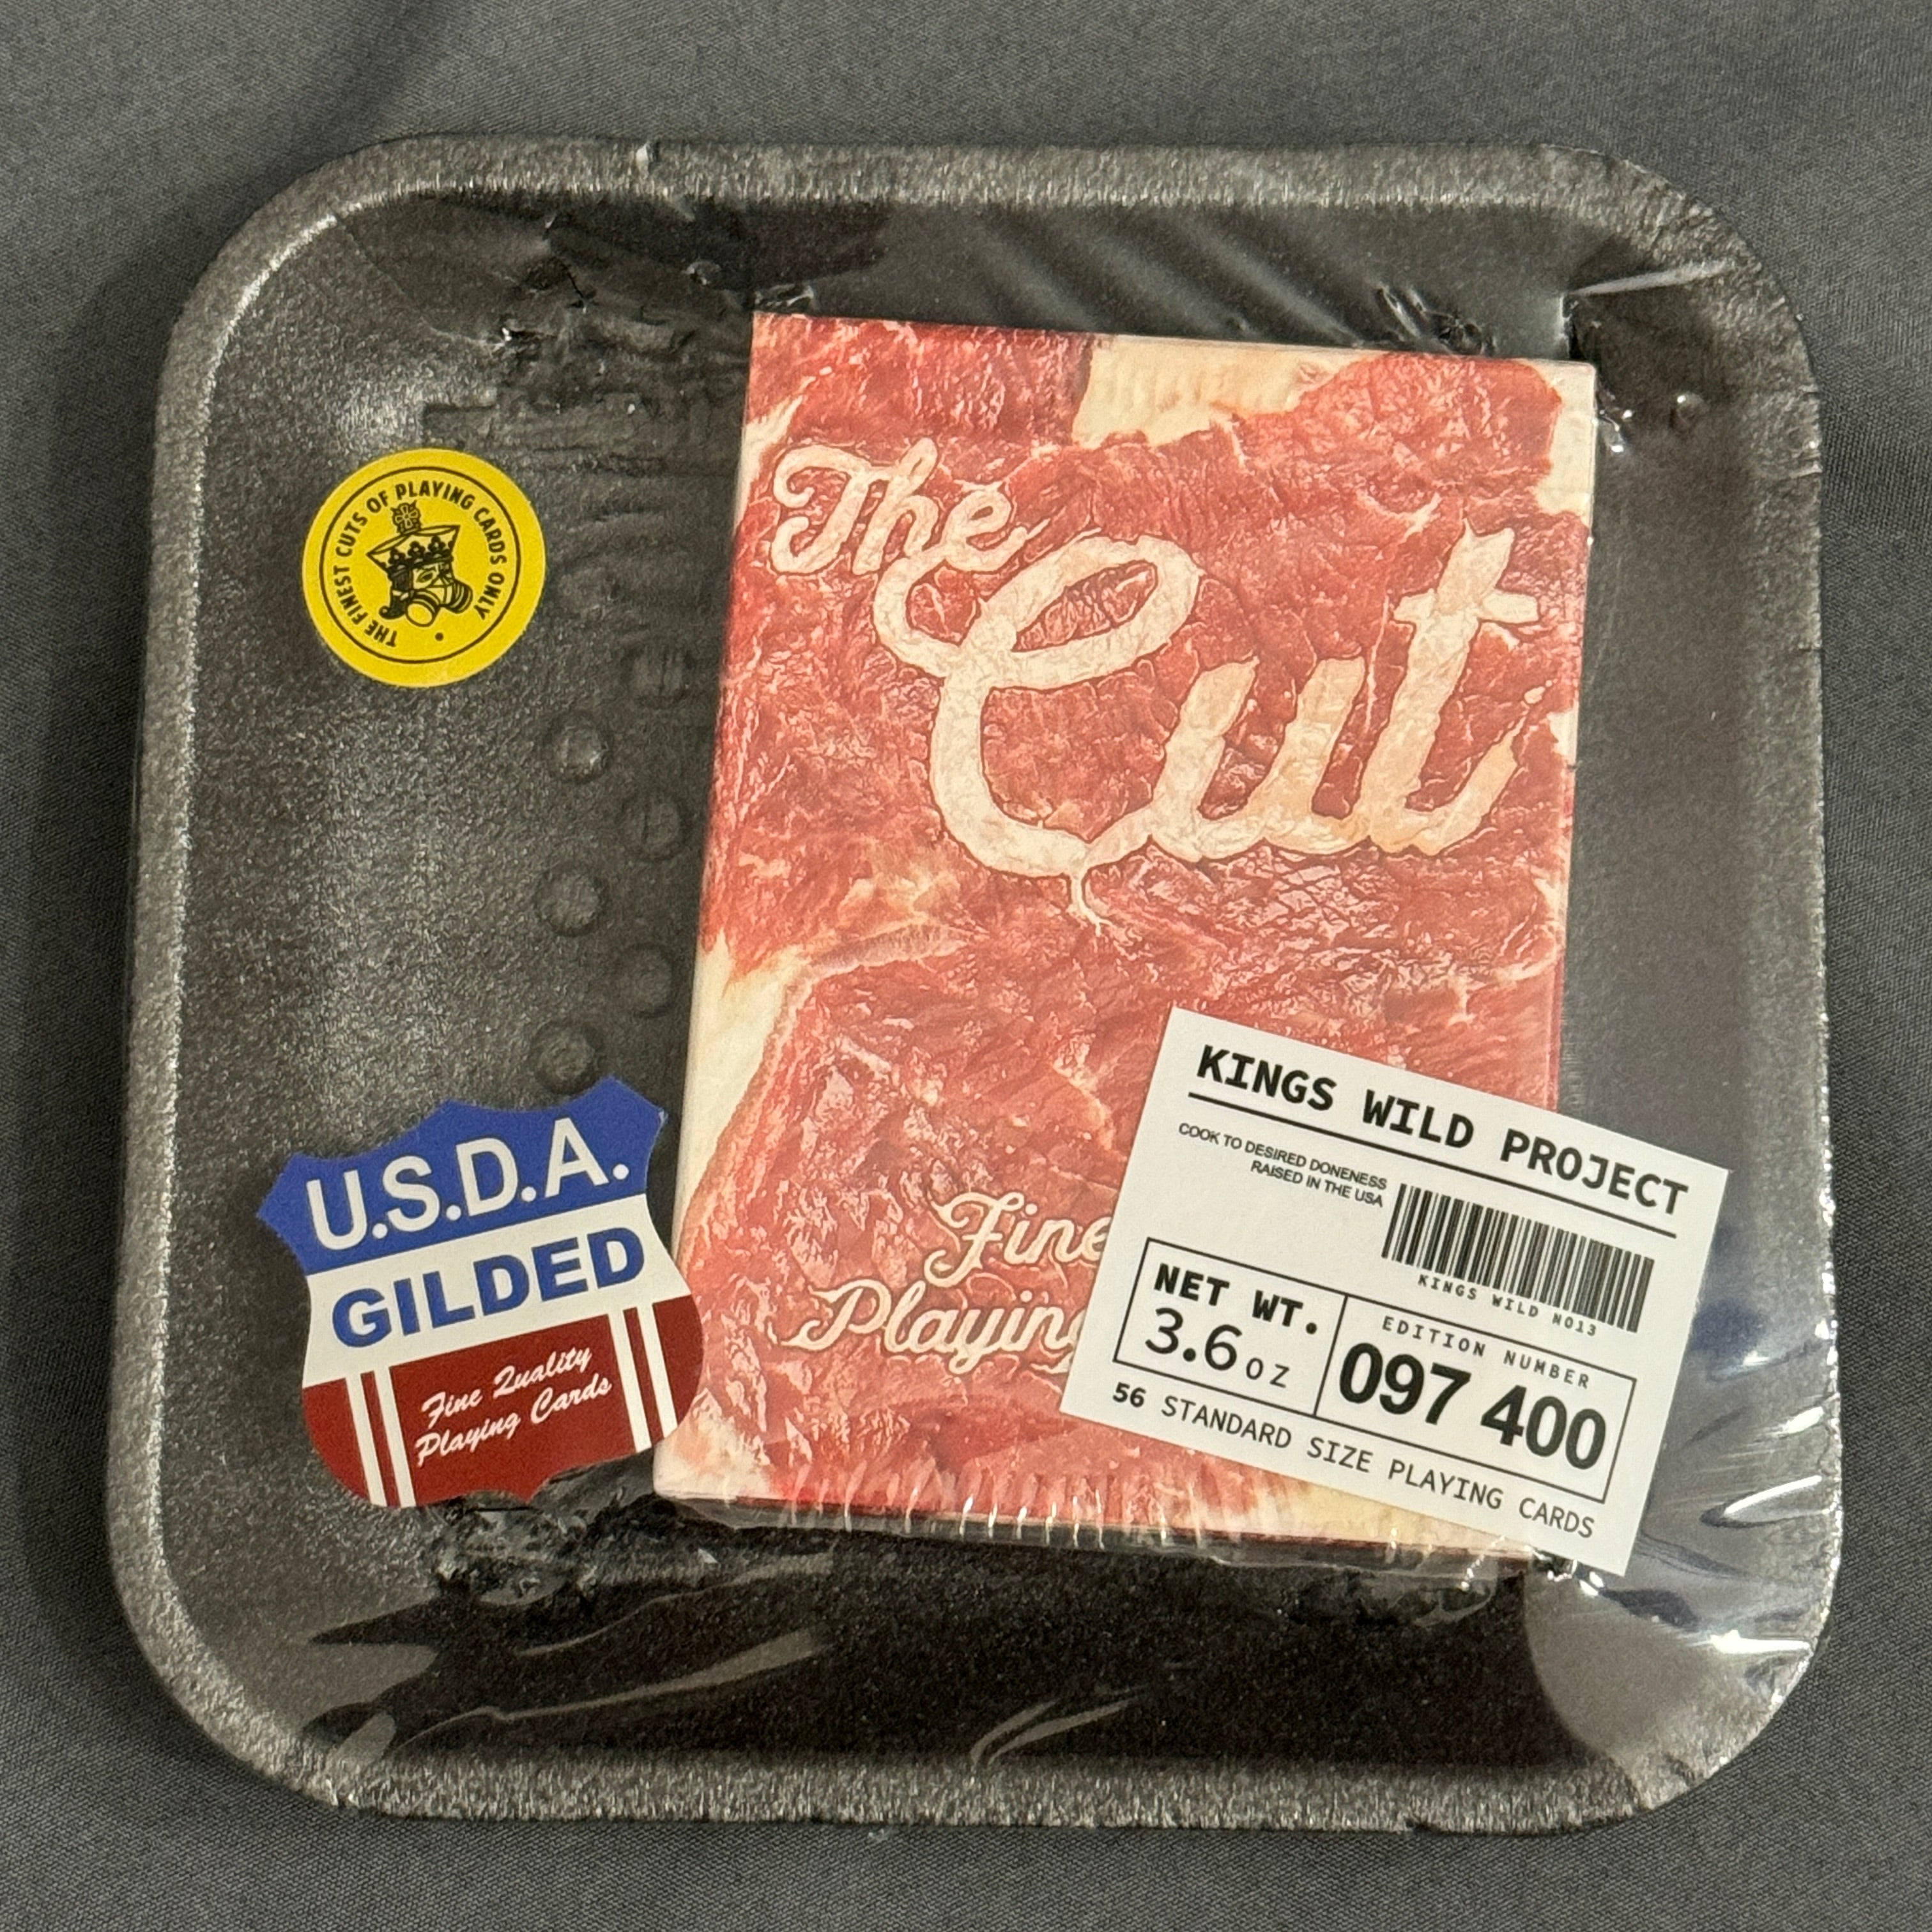 THE FINEST CUTS OF PLAYING CARDS ONLY
The
Cut
Fine
Playing
U.S.D.A.
GILDED
Fine Quality
Playing Cards
KINGS WILD PROJECT
COOK TO DESIRED DONENESS
RAISED IN THE USA
KINGS WILD NO13
NET WT.
3.6 OZ
EDITION NUMBER
097 400
56 STANDARD SIZE PLAYING CARDS